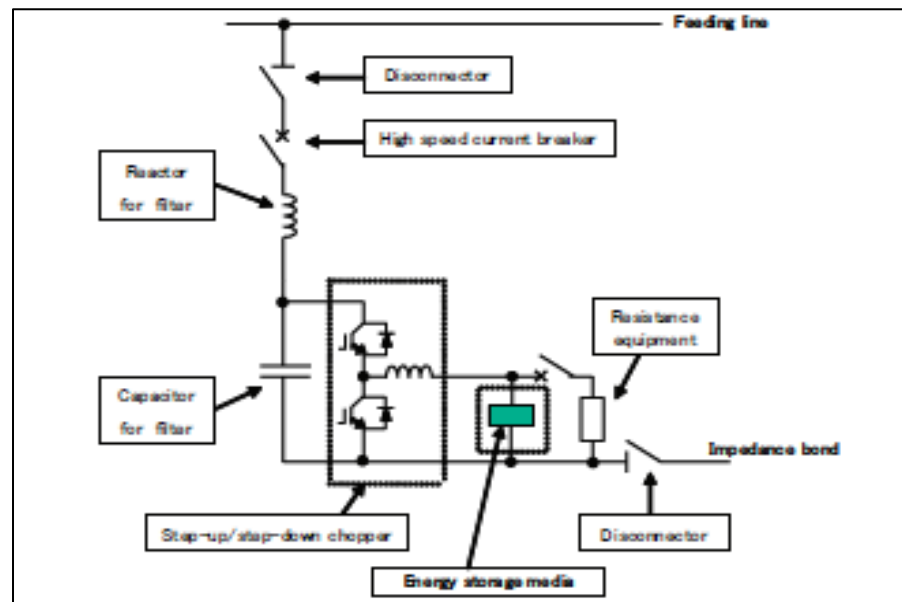 Feeding line
Disconnector
High speed current breaker
Reactor
for filter
Resistance
equipment
Capacitor
for filter
Impedance bond
Step-up/step-down chopper
Disconnector
Energy storage media